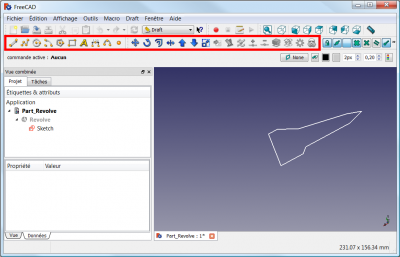 FreeCAD
Fichier Édition Affichage Outils Macro Draft Fenêtre Aide
Draft
commande active : Aucun
None
2px
0,20
Vue combinée
Projet Tâches
Étiquettes & attributs
Application
Part_Revolve
Revolve
Sketch
Propriété Valeur
Vue Données
Part_Revolve : 1*
231.07 x 156.34 mm